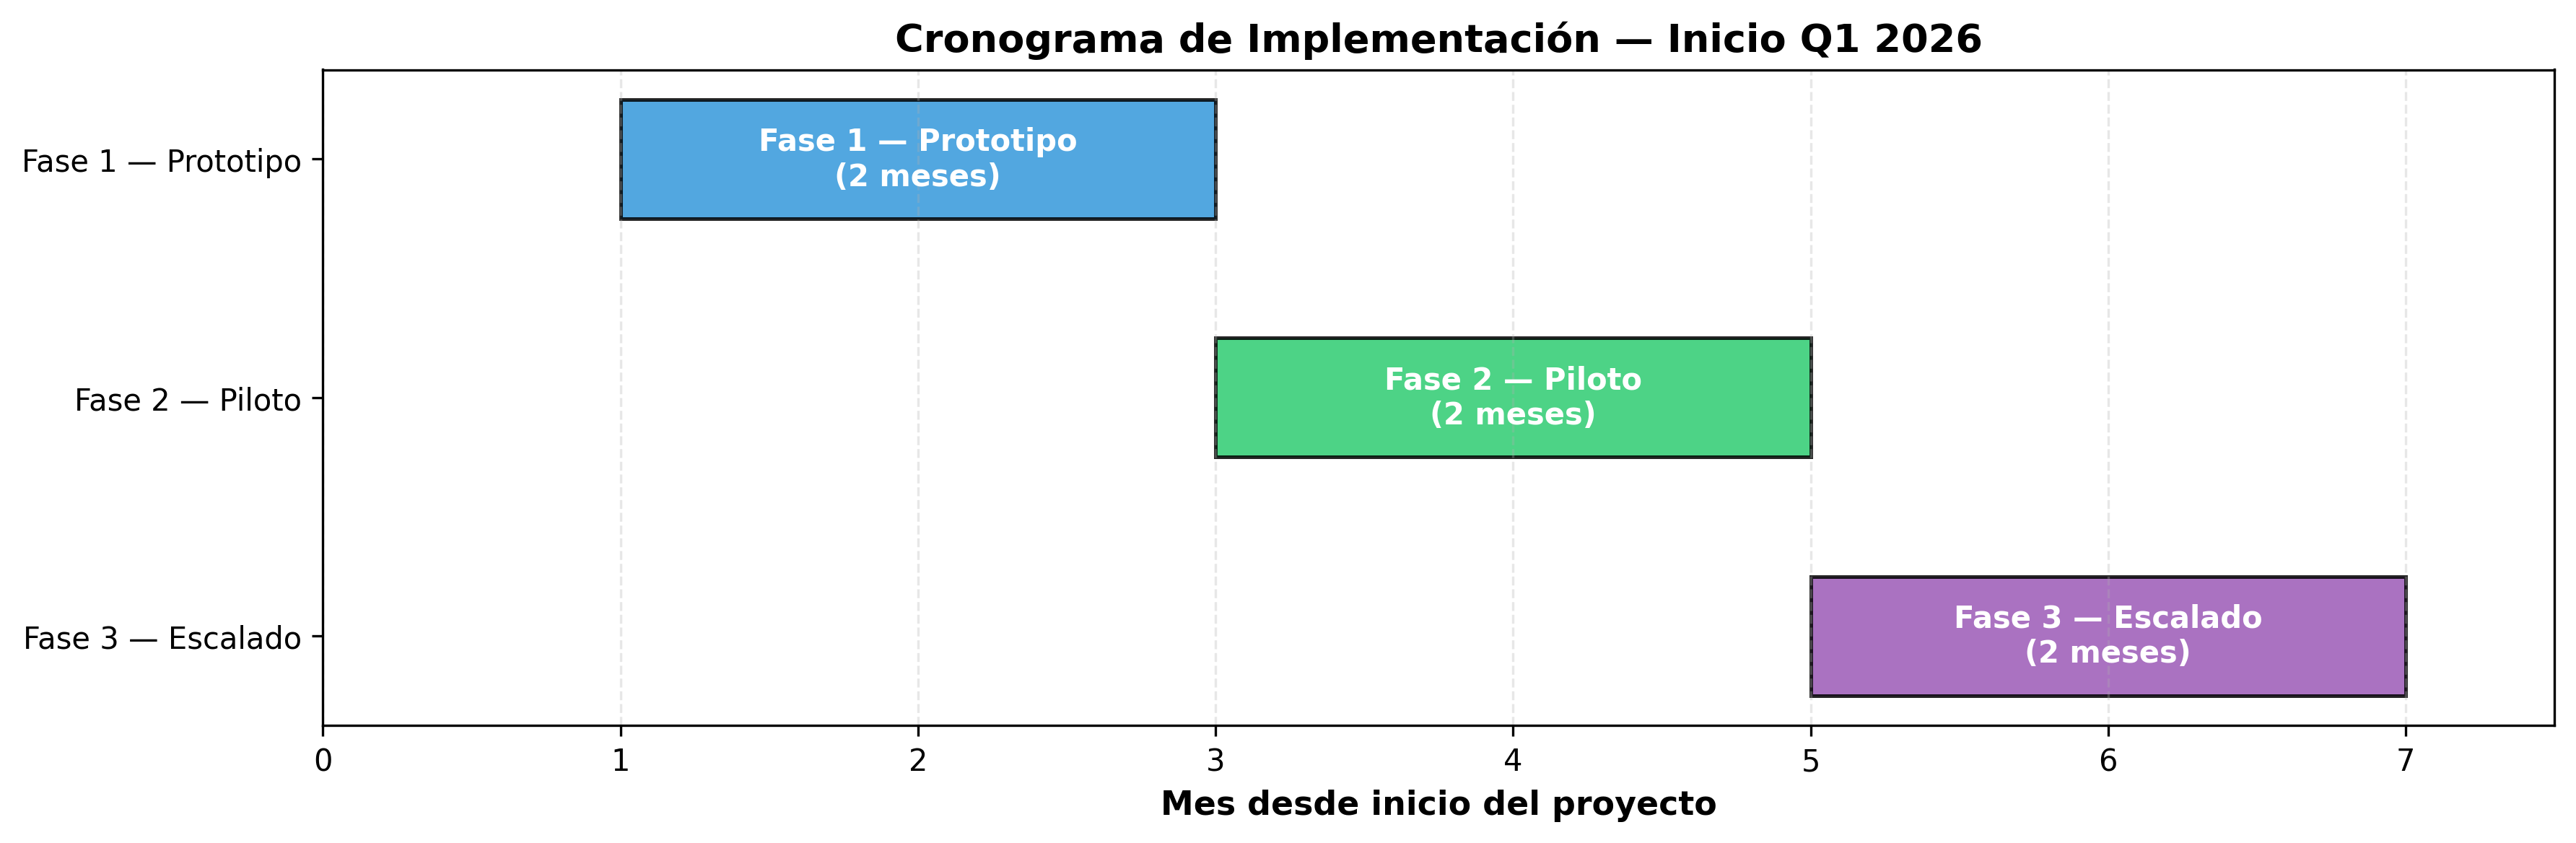 Cronograma de Implementación — Inicio Q1 2026
Fase 1 — Prototipo
Fase 1 — Prototipo
(2 meses)
Fase 2 — Piloto
Fase 2 — Piloto
(2 meses)
Fase 3 — Escalado
Fase 3 — Escalado
(2 meses)
0 1 2 3 4 5 6 7
Mes desde inicio del proyecto